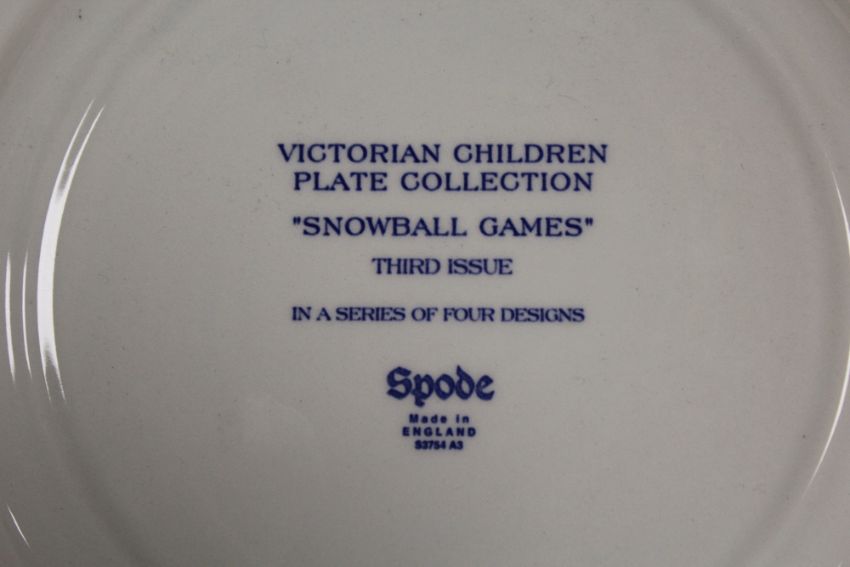 VICTORIAN CHILDREN
PLATE COLLECTION
"SNOWBALL GAMES"
THIRD ISSUE
IN A SERIES OF FOUR DESIGNS
Spode
Made in
ENGLAND
S3754 A3